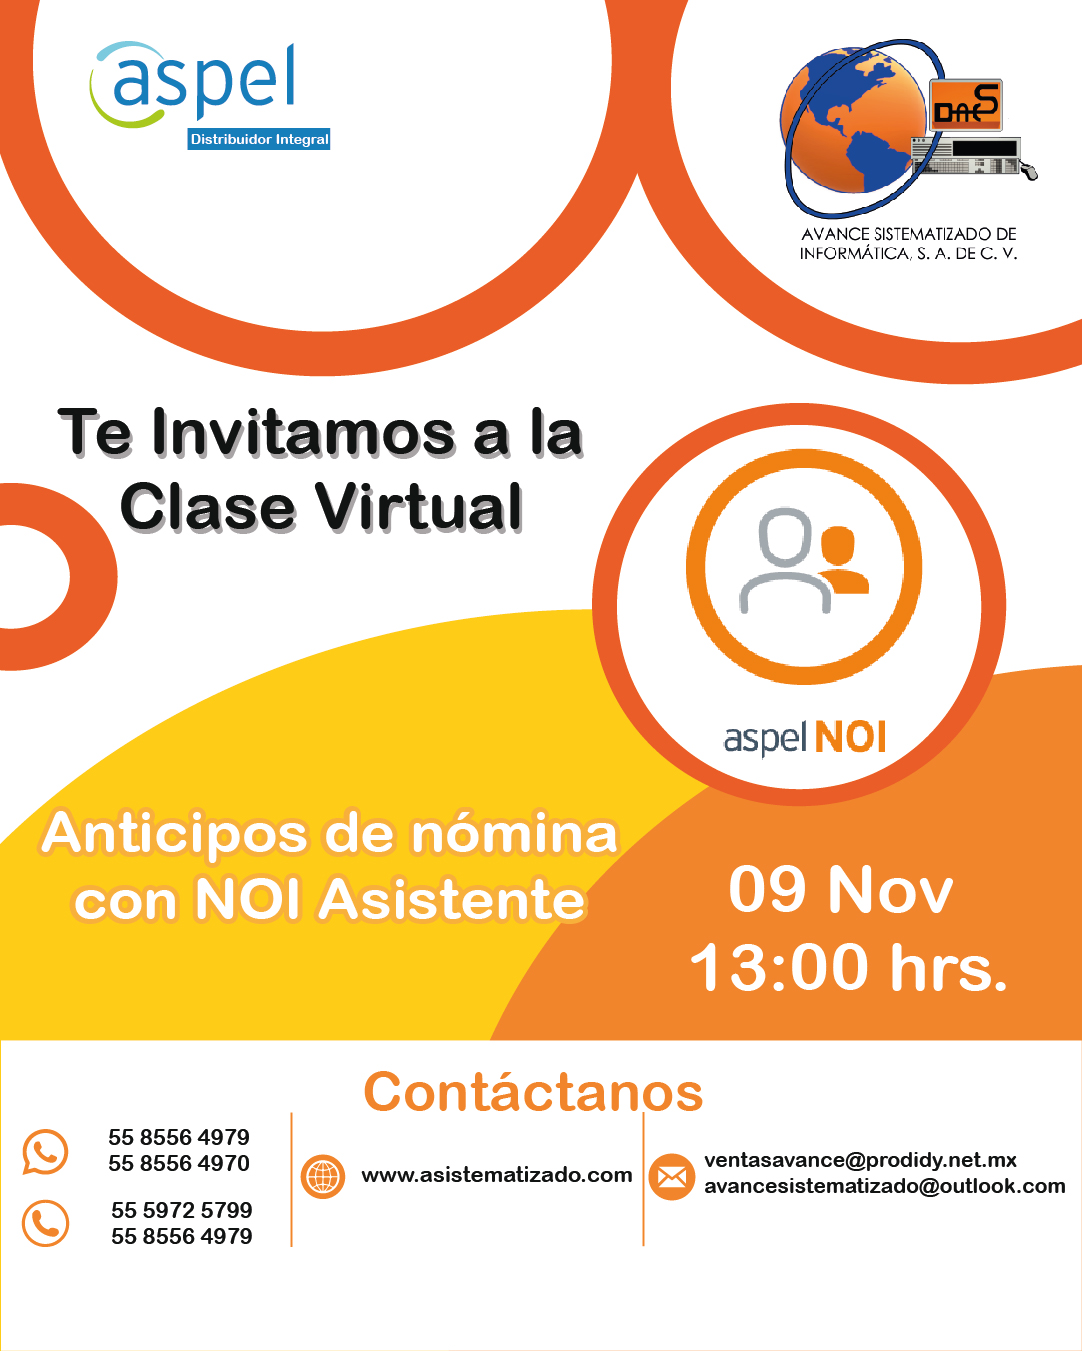 aspel
Distribuidor Integral
DACS
AVANCE SISTEMATIZADO DE
INFORMÁTICA, S. A. DE C. V.
Te Invitamos a la
Clase Virtual
aspel NOI
Anticipos de nómina
con NOI Asistente
09 Nov
13:00 hrs.
Contáctanos
55 8556 4979
55 8556 4970
55 5972 5799
55 8556 4979
www.asistematizado.com
ventasavance@prodidy.net.mx
avancesistematizado@outlook.com